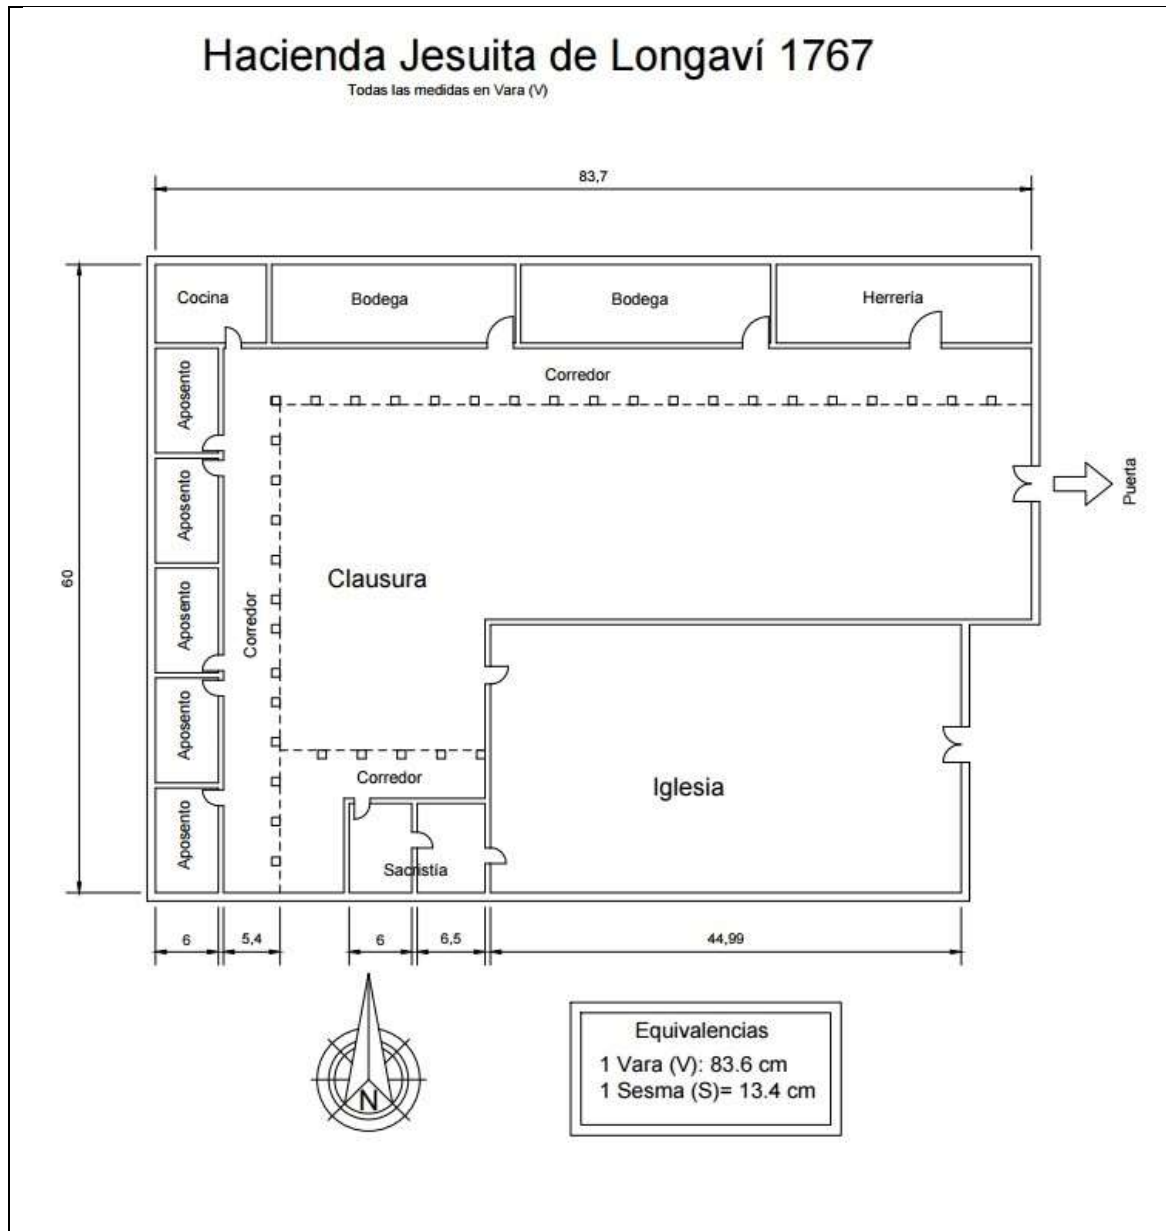 Hacienda Jesuita de Longaví 1767
Todas las medidas en Vara (V)
83,7
Cocina
Bodega
Bodega
Herrería
Corredor
Aposento
Aposento
Aposento
Aposento
Aposento
Puerta
60
Clausura
Corredor
Corredor
Iglesia
Sacristía
6
5,4
6
6,5
44,99
N
Equivalencias
1 Vara (V): 83.6 cm
1 Sesma (S)= 13.4 cm